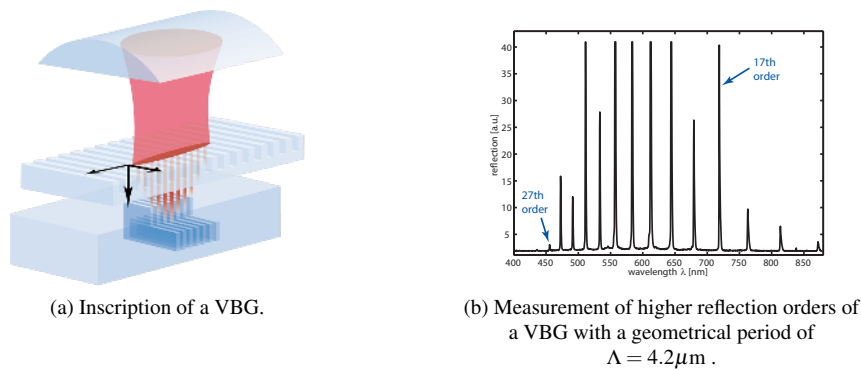 40
35
30
25
20
15
10
5
reflection [a.u.]
17th
order
27th
order
400 450 500 550 600 650 700 750 800 850
wavelength λ [nm]
(a) Inscription of a VBG.
(b) Measurement of higher reflection orders of
a VBG with a geometrical period of
Λ = 4.2μm .